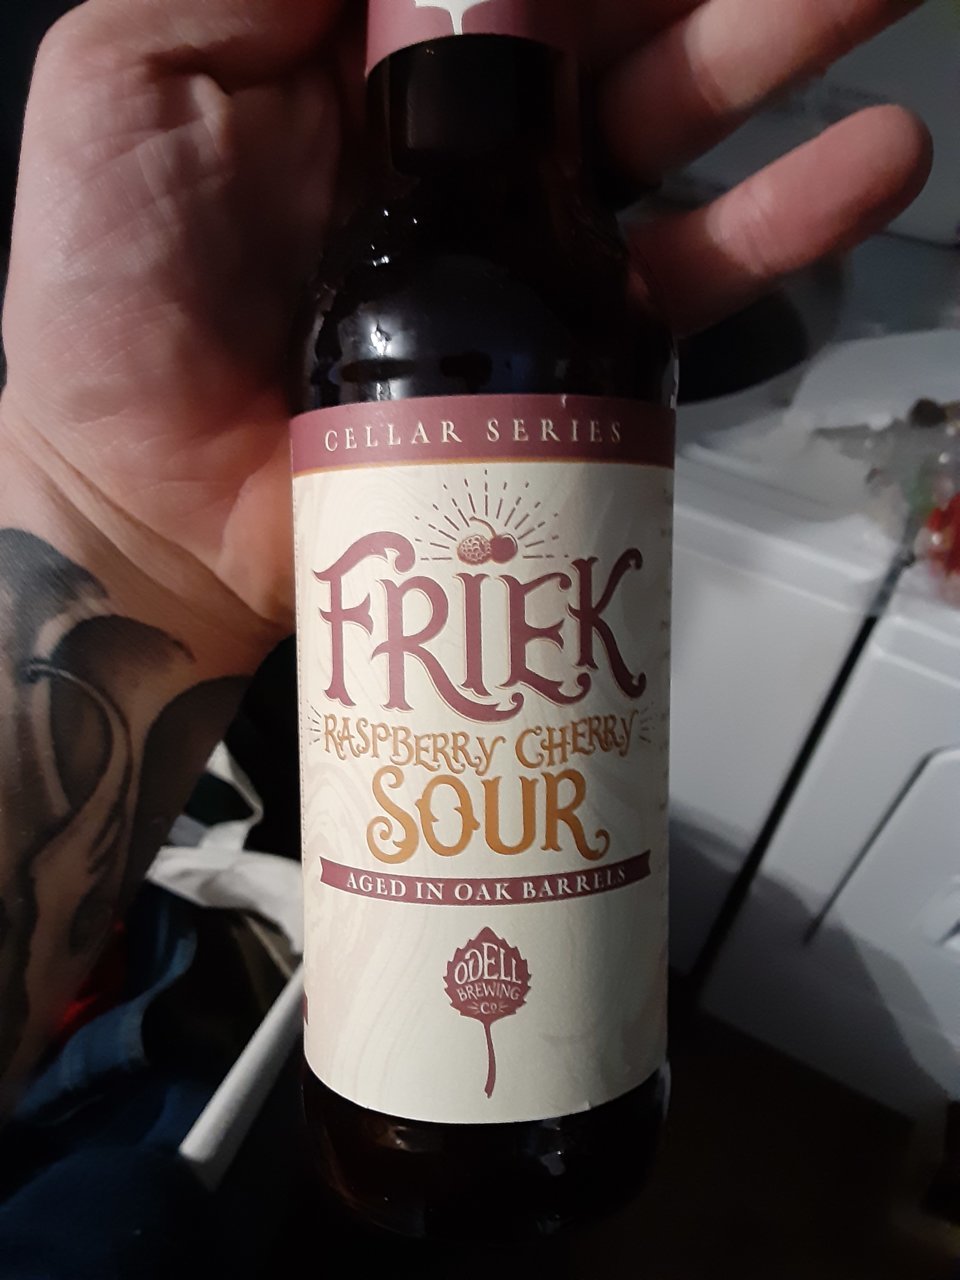 CELLAR SERIES
FRIEK
RASPBERRY CHERRY
SOUR
AGED IN OAK BARRELS
ODELL
BREWING
CO